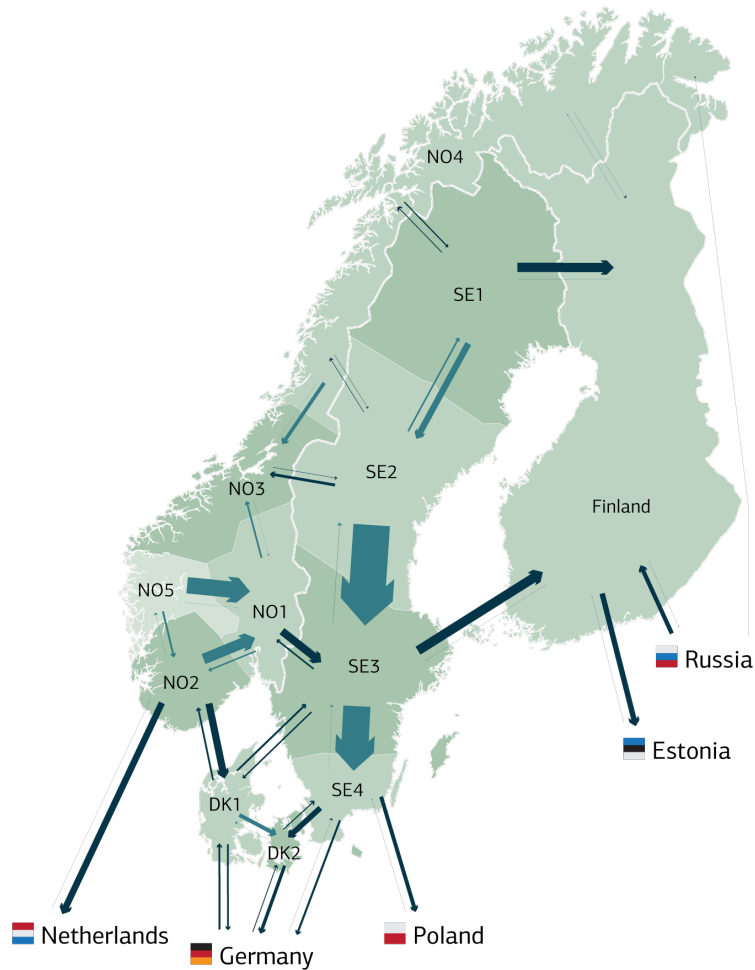 NO4
SE1
SE2
NO3
Finland
NO5
NO1
SE3
Russia
NO2
Estonia
SE4
DK1
DK2
Netherlands
Poland
Germany